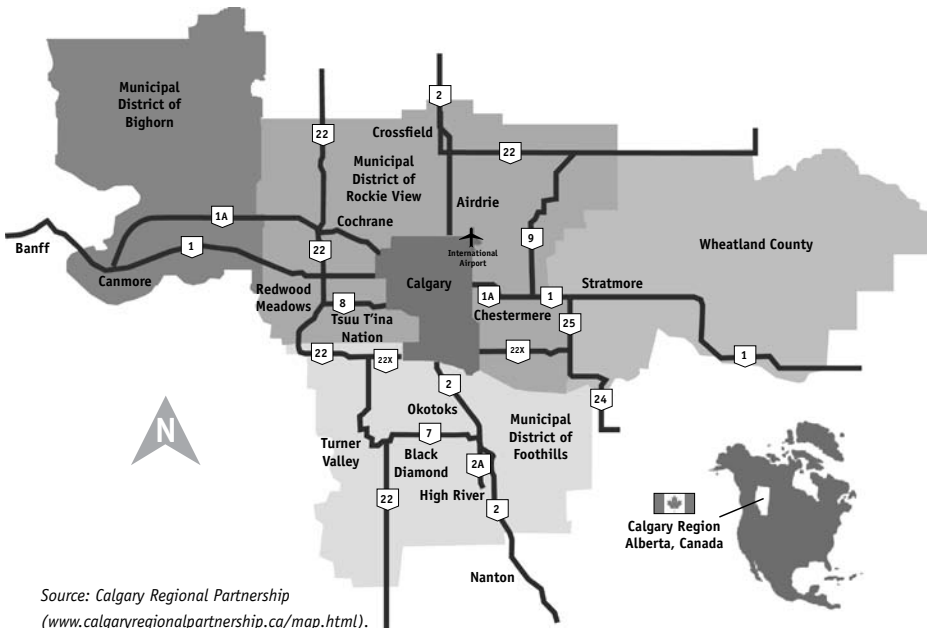 Municipal
District of
Bighorn
2
22
Crossfield
22
Municipal
District of
Rockie View
Airdrie
1A
Cochrane
Banff
1
22
International
Airport
9
Wheatland County
Canmore
Calgary
Redwood
Meadows
8
1A
1
Stratmore
Chestermere
Tsuu T'ina
Nation
25
22
22X
22X
1
2
24
N
Okotoks
Municipal
District of
Foothills
7
Turner
Valley
Black
Diamond
2A
22
High River
2
Calgary Region
Alberta, Canada
Nanton
Source: Calgary Regional Partnership
(www.calgaryregionalpartnership.ca/map.html).